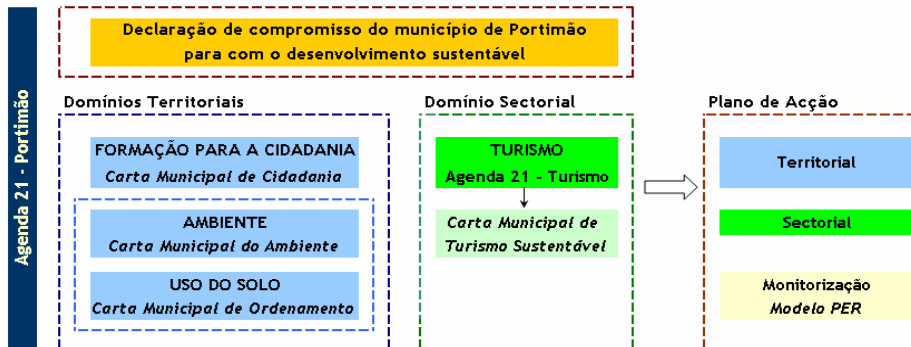 Agenda 21 - Portimão
Declaração de compromisso do município de Portimão
para com o desenvolvimento sustentável
Domínios Territoriais
FORMAÇÃO PARA A CIDADANIA
Carta Municipal de Cidadania
AMBIENTE
Carta Municipal do Ambiente
USO DO SOLO
Carta Municipal de Ordenamento
Domínio Sectorial
TURISMO
Agenda 21 - Turismo
Carta Municipal de
Turismo Sustentável
Plano de Acção
Territorial
Sectorial
Monitorização
Modelo PER